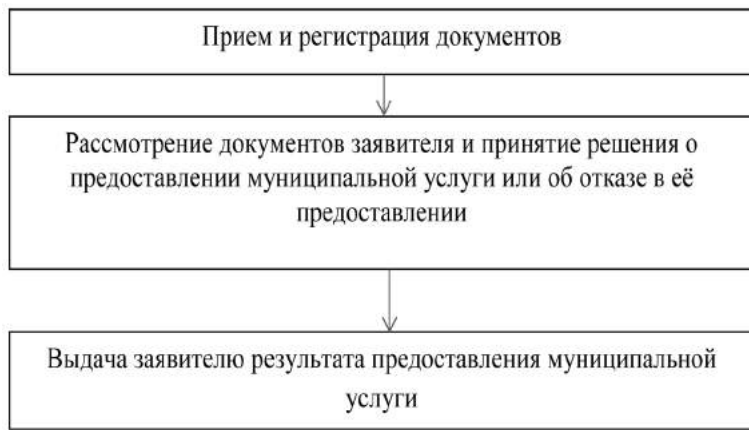 Прием и регистрация документов
Рассмотрение документов заявителя и принятие решения о
предоставлении муниципальной услуги или об отказе в её
предоставлении
Выдача заявителю результата предоставления муниципальной
услуги